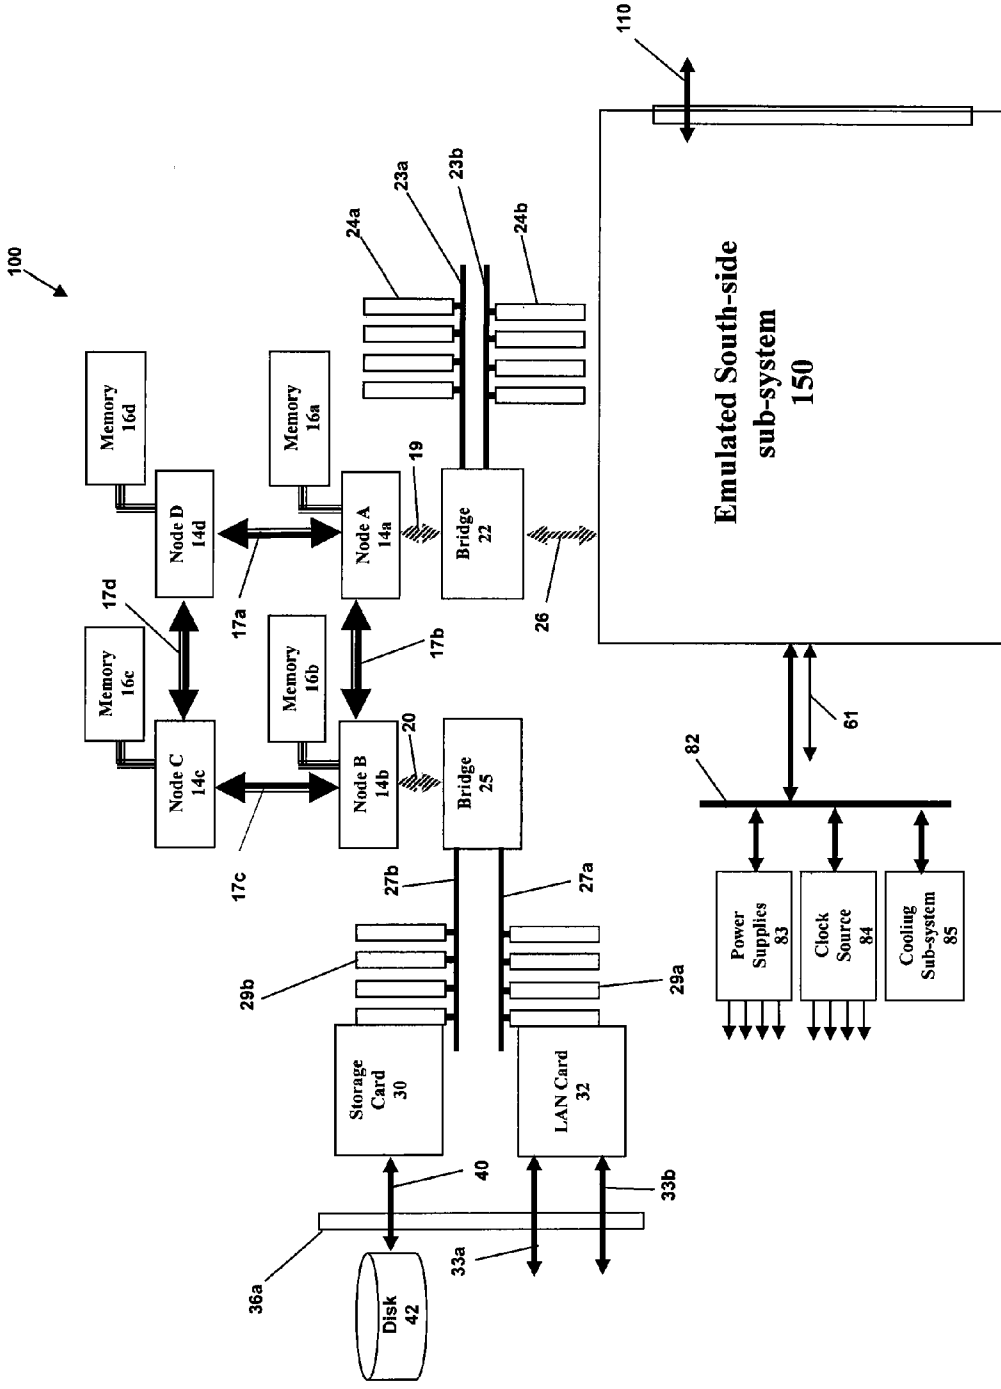 100
Memory
16c
Memory
16d
17d
Node C
14c
Node D
14d
17c
17a
Memory
16b
Memory
16a
36a
Disk
42
29b
Storage
Card
30
Node B
14b
Node A
14a
24a
17b
27b
20
19
23a
40
33a
Bridge
25
Bridge
22
23b
24b
LAN Card
32
27a
26
110
33b
29a
82
61
Power
Supplies
83
Clock
Source
84
Cooliug
Sub-system
85
Emulated South-side
sub-system
150